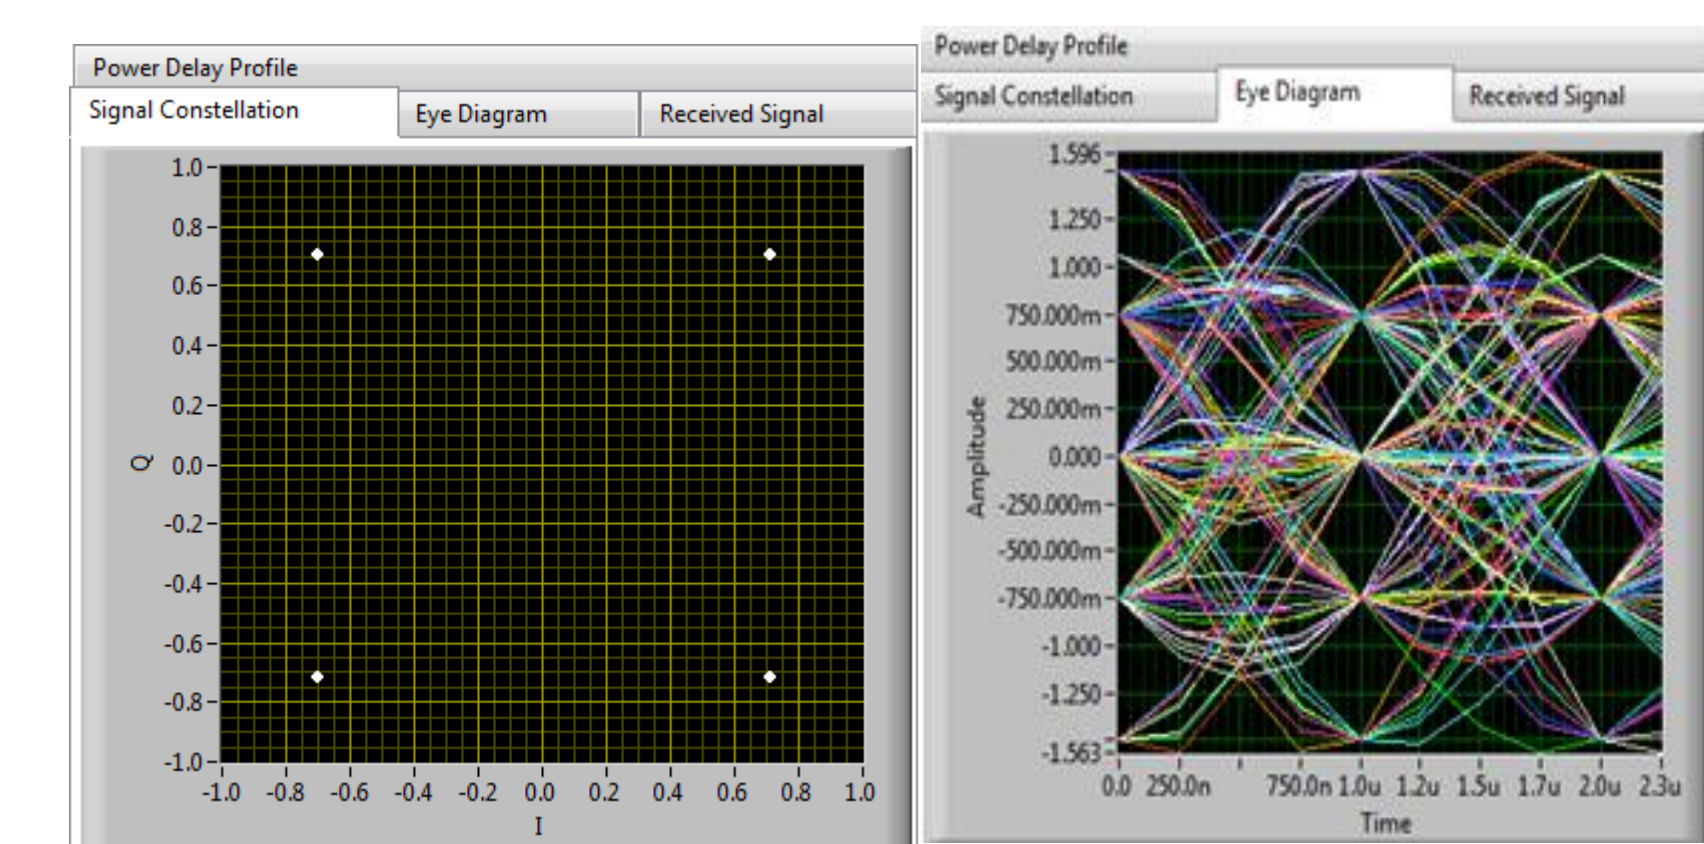 Power Delay Profile
Signal Constellation Eye Diagram Received Signal
1.0
0.8
0.6
0.4
0.2
0.0
-0.2
-0.4
-0.6
-0.8
-1.0
Q
-1.0 -0.8 -0.6 -0.4 -0.2 0.0 0.2 0.4 0.6 0.8 1.0
I
Power Delay Profile
Signal Constellation Eye Diagram Received Signal
1.596
1.250
1.000
750.000m
500.000m
250.000m
0.000
-250.000m
-500.000m
-750.000m
-1.000
-1.250
-1.563
Amplitude
0.0 250.0n 750.0n 1.0u 1.2u 1.5u 1.7u 2.0u 2.3u
Time